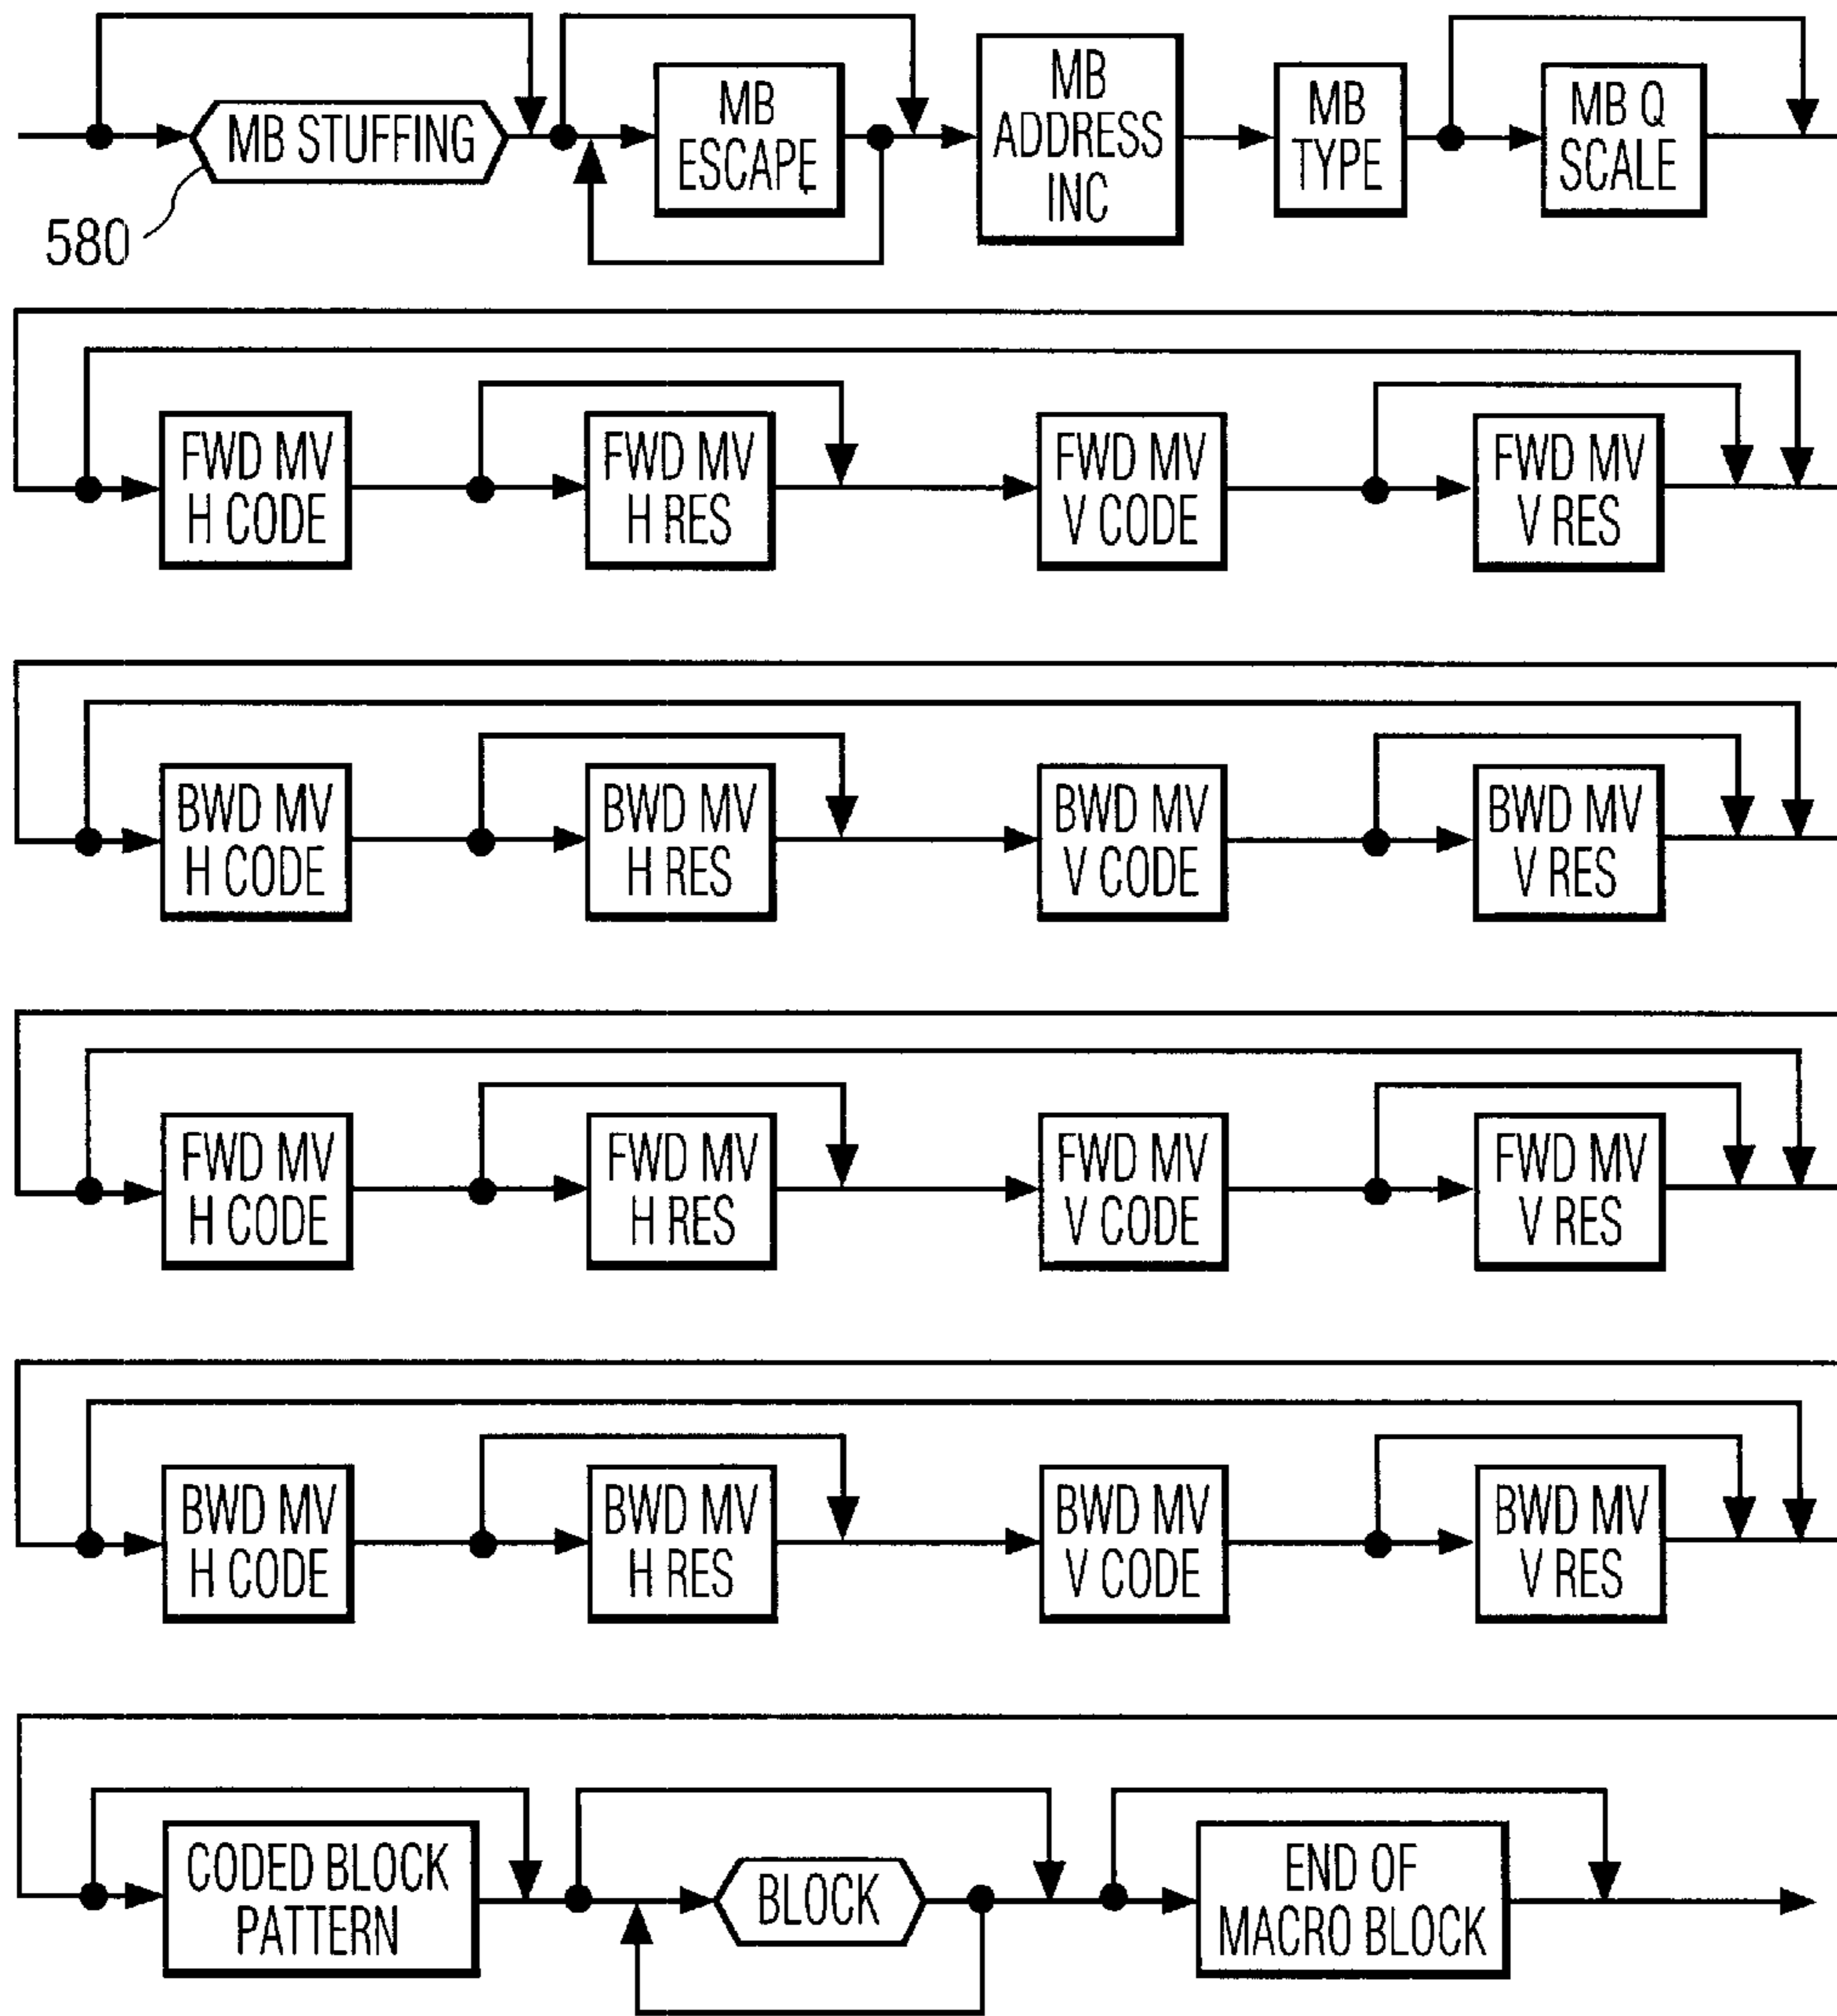 MB STUFFING
MB
ESCAPE
MB
ADDRESS
INC
MB
TYPE
MB Q
SCALE
580
FWD MV
H CODE
FWD MV
H RES
FWD MV
V CODE
FWD MV
V RES
BWD MV
H CODE
BWD MV
H RES
BWD MV
V CODE
BWD MV
V RES
FWD MV
H CODE
FWD MV
H RES
FWD MV
V CODE
FWD MV
V RES
BWD MV
H CODE
BWD MV
H RES
BWD MV
V CODE
BWD MV
V RES
CODED BLOCK
PATTERN
BLOCK
END OF
MACRO BLOCK